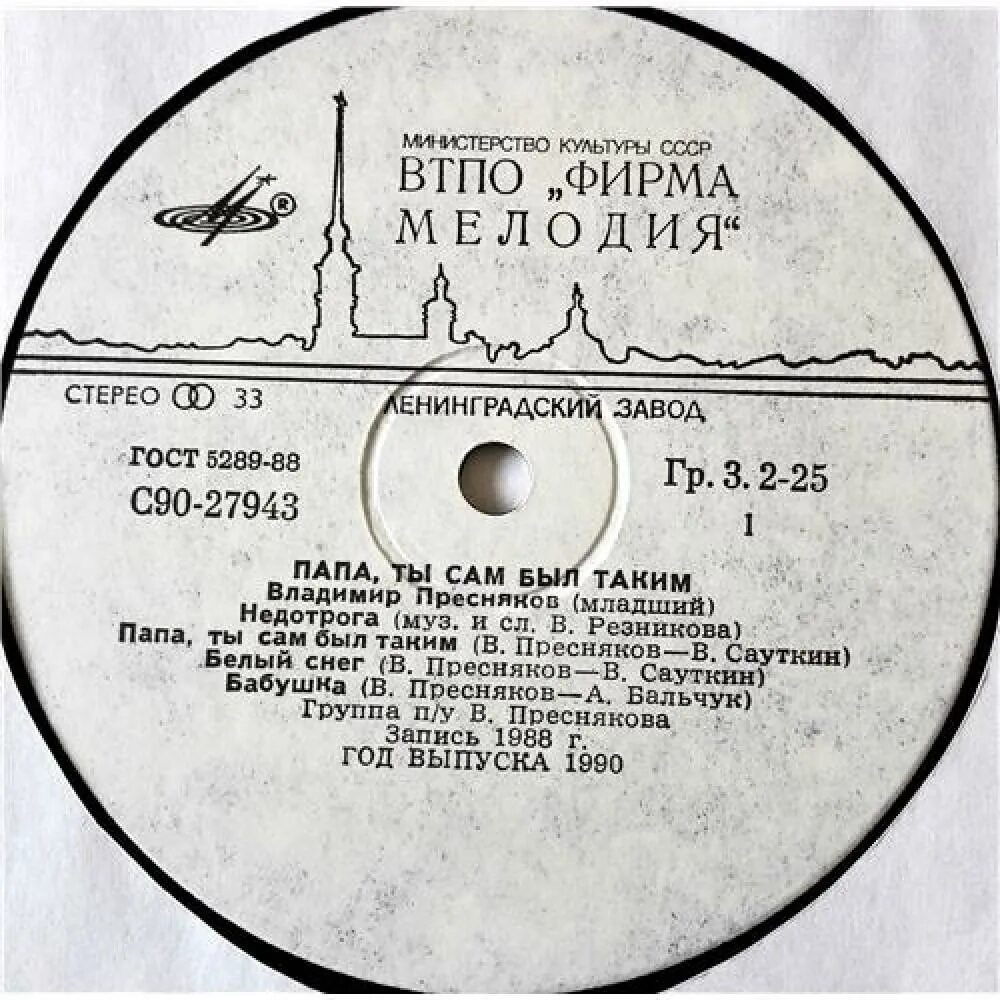 МИНИСТЕРСТВО КУЛЬТУРЫ СССР
ВТПО „ФИРМА
МЕЛОДИЯ“
®
СТЕРЕО 33
ЛЕНИНГРАДСКИЙ ЗАВОД
ГОСТ 5289-88
С90-27943
Гр. 3. 2-25
1
ПАПА, ТЫ САМ БЫЛ ТАКИМ
Владимир Пресняков (младший)
Недотрога (муз. и сл. В. Резникова)
Папа, ты сам был таким (В. Пресняков—В. Сауткин)
Белый снег (В. Пресняков—В. Сауткин)
Бабушка (В. Пресняков—А. Бальчук)
Группа п/у В. Преснякова
Запись 1988 г.
ГОД ВЫПУСКА 1990